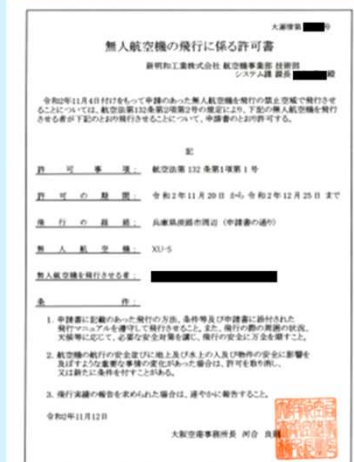 大運管第 号
無人航空機の飛行に係る許可書
新明和工業株式会社 航空機事業部 技術部
システム課 課長 殿
令和2年11月4日付けをもって申請のあった無人航空機を飛行の禁止空域で飛行させ
ることについては、航空法第132条第2項第2号の規定により、下記の無人航空機を飛行
させる者が下記のとおり飛行させることについて、申請書のとおり許可する。
記
許可事項: 航空法第132条第1項第1号
許可の期間: 令和2年11月20日 から 令和2年12月25日 まで
飛行の経路: 兵庫県淡路市周辺(申請書の通り)
無人航空機: XU-S
無人航空機を飛行させる者:
条件:
1. 申請書に記載のあった飛行の方法、条件等及び申請書に添付された
飛行マニュアルを遵守して飛行させること。また、飛行の際の周囲の状況、
天候等に応じて、必要な安全対策を講じ、飛行の安全に万全を期すこと。
2. 航空機の航行の安全並びに地上及び水上の人及び物件の安全に影響を
及ぼすような重要な事情の変化があった場合は、許可を取り消し、
又は新たに条件を付すことがある。
3. 飛行実績の報告を求められた場合は、速やかに報告すること。
令和2年11月12日
大阪空港事務所長 河合 良則